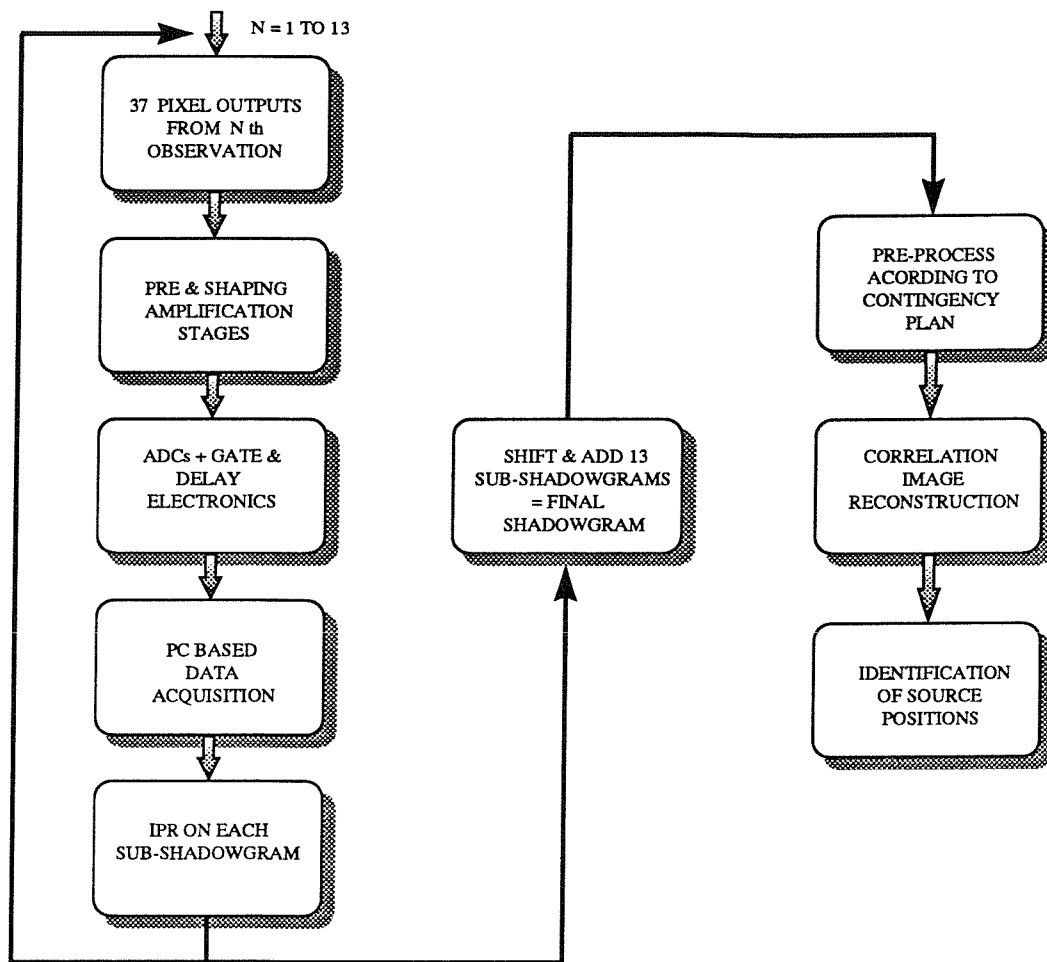 N = 1 TO 13
37 PIXEL OUTPUTS
FROM N th
OBSERVATION
PRE & SHAPING
AMPLIFICATION
STAGES
ADCs + GATE &
DELAY
ELECTRONICS
PC BASED
DATA
ACQUISITION
IPR ON EACH
SUB-SHADOWGRAM
SHIFT & ADD 13
SUB-SHADOWGRAMS
= FINAL
SHADOWGRAM
PRE-PROCESS
ACORDING TO
CONTINGENCY
PLAN
CORRELATION
IMAGE
RECONSTRUCTION
IDENTIFICATION
OF SOURCE
POSITIONS